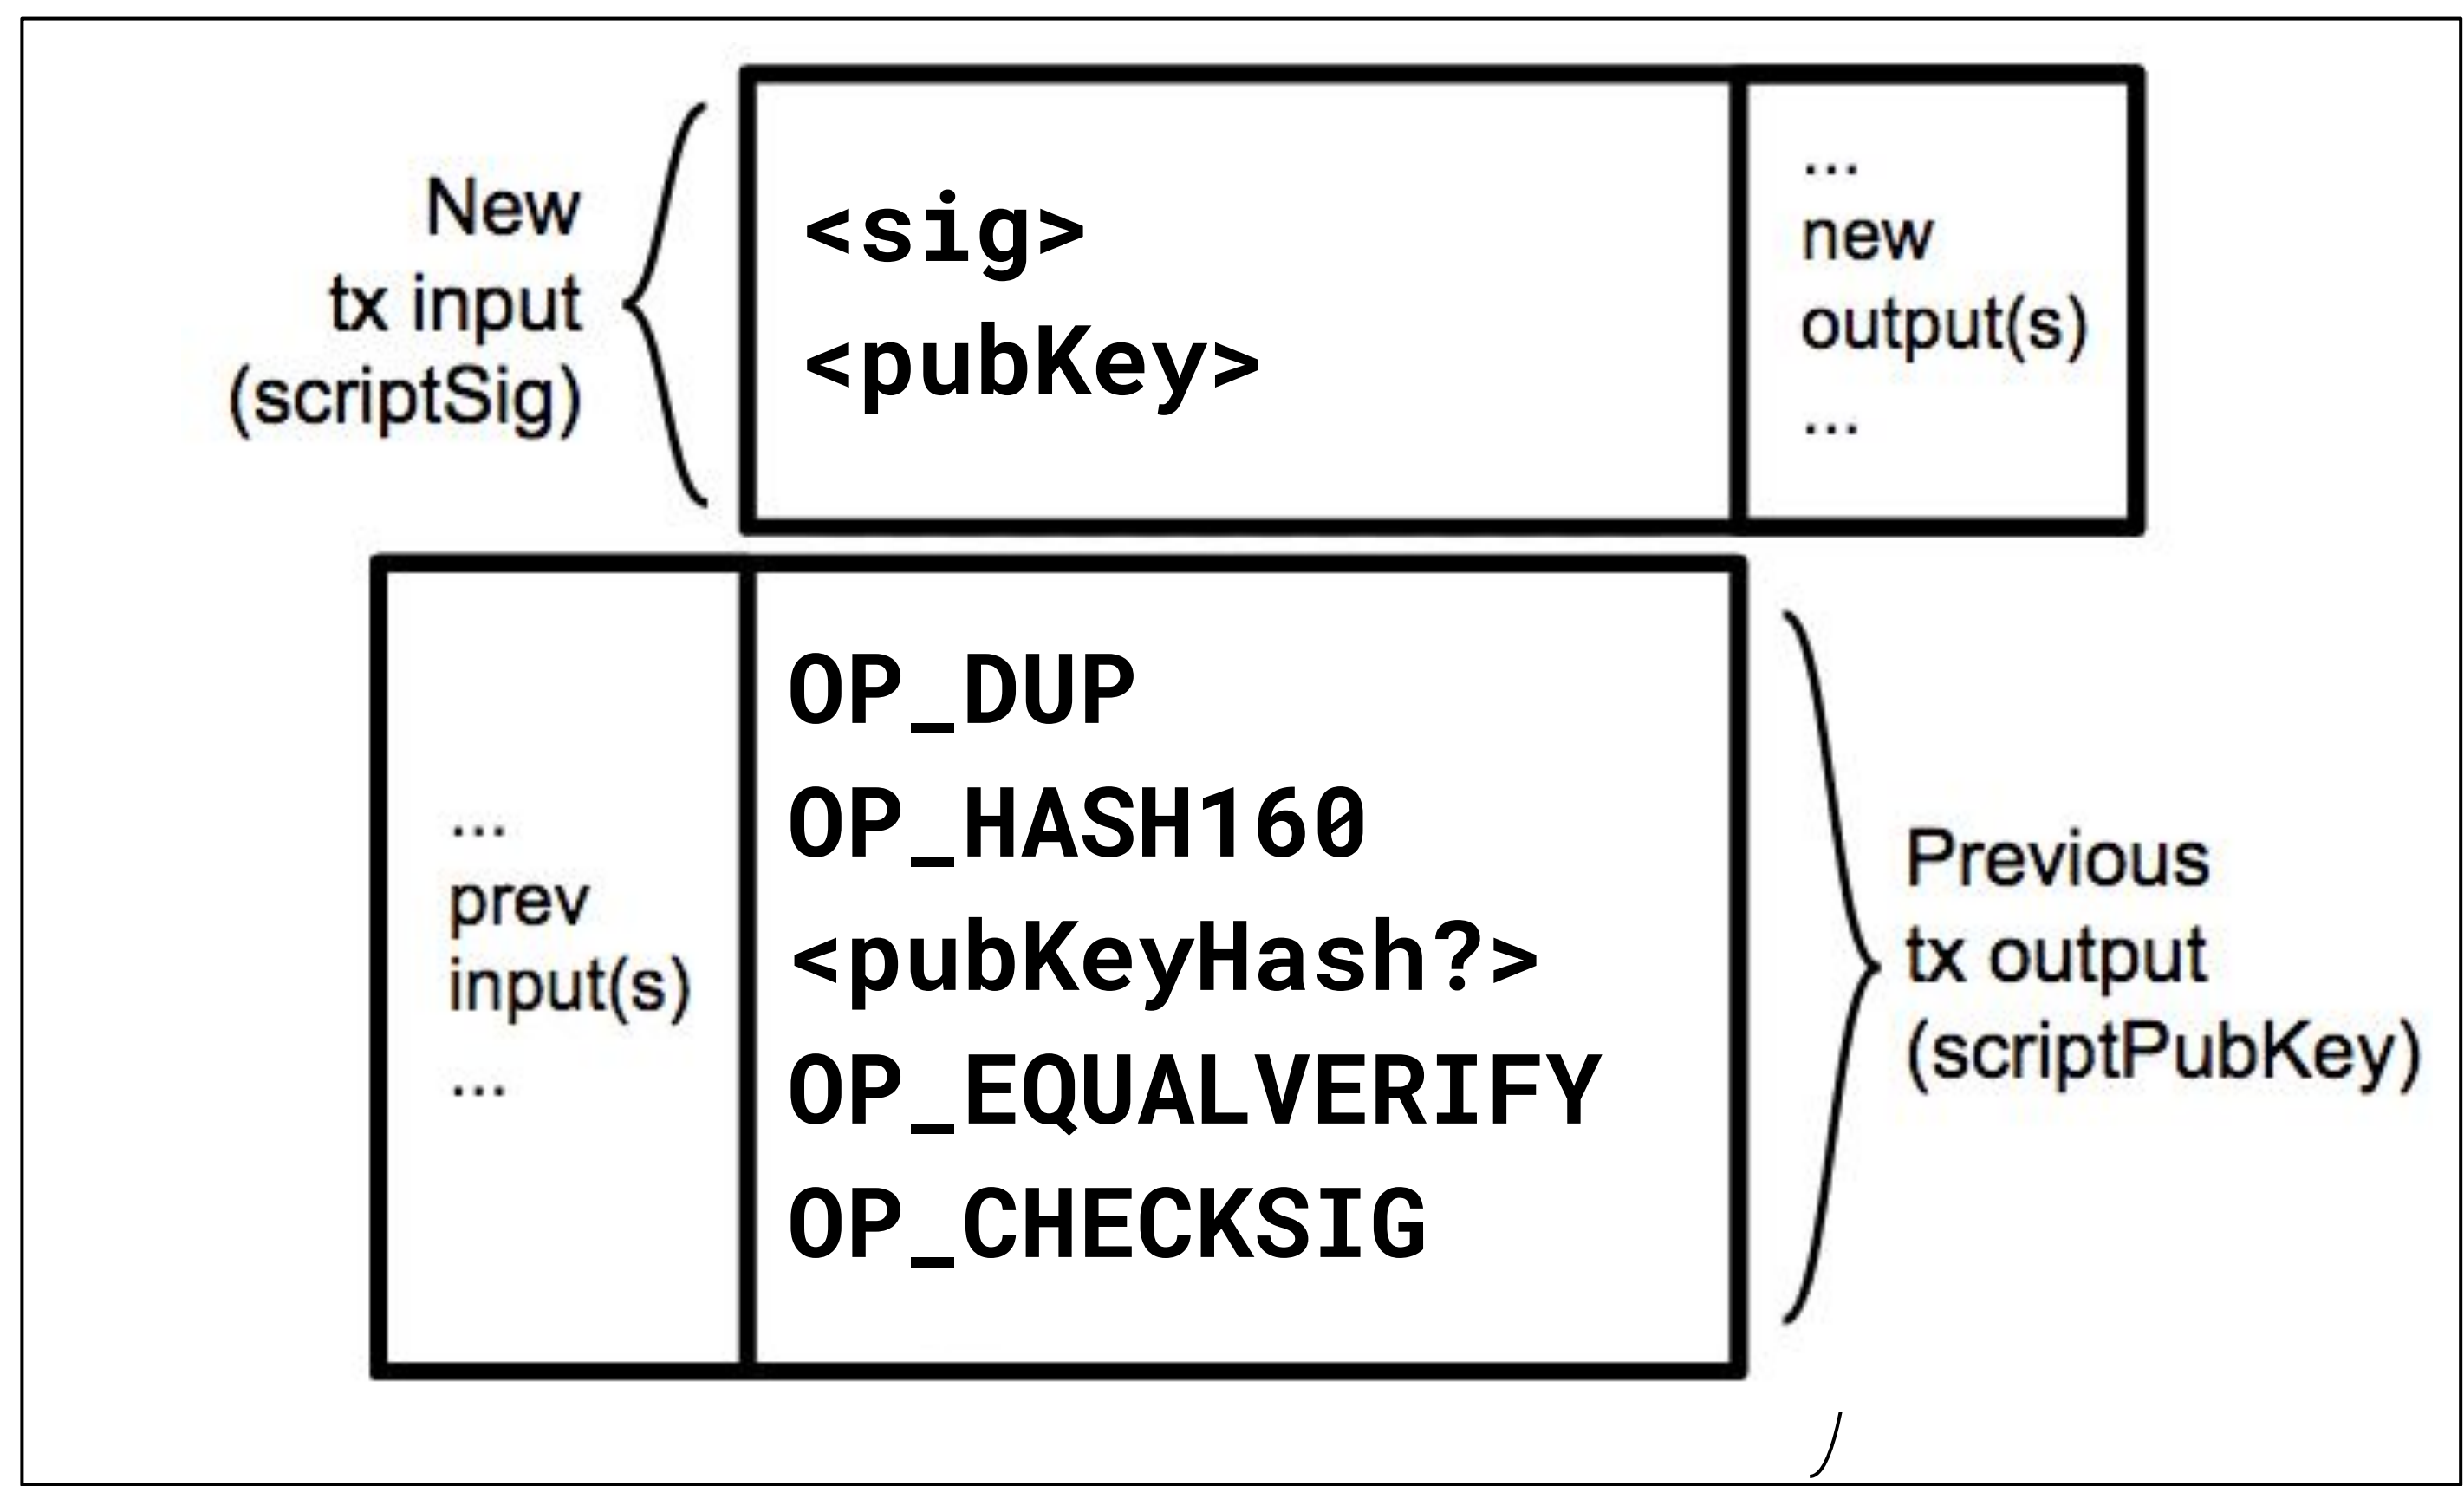 New
tx input
(scriptSig)
<sig>
<pubKey>
...
new
output(s)
...
...
prev
input(s)
...
OP_DUP
OP_HASH160
<pubKeyHash?>
OP_EQUALVERIFY
OP_CHECKSIG
Previous
tx output
(scriptPubKey)